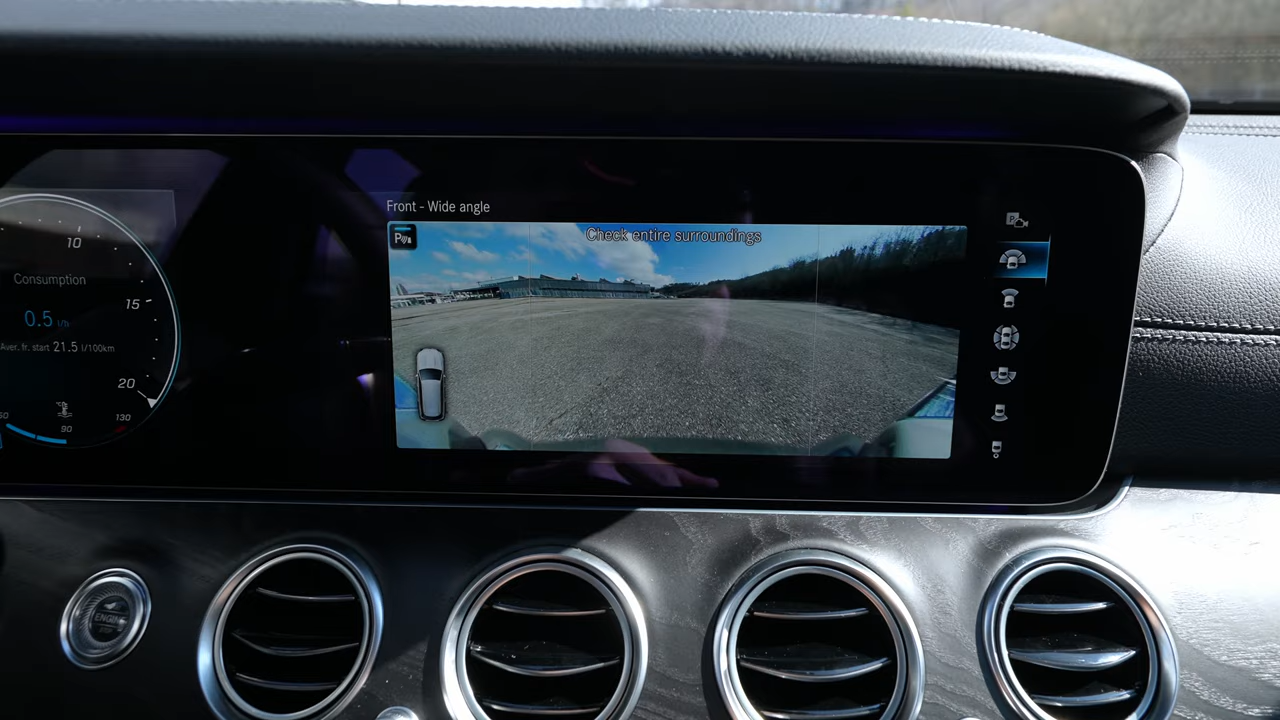 Front - Wide angle
P
Check entire surroundings
P
10
Consumption
15
0.5 l/h
Aver. fr. start 21.5 l/100km
20
130
90
ENGINE